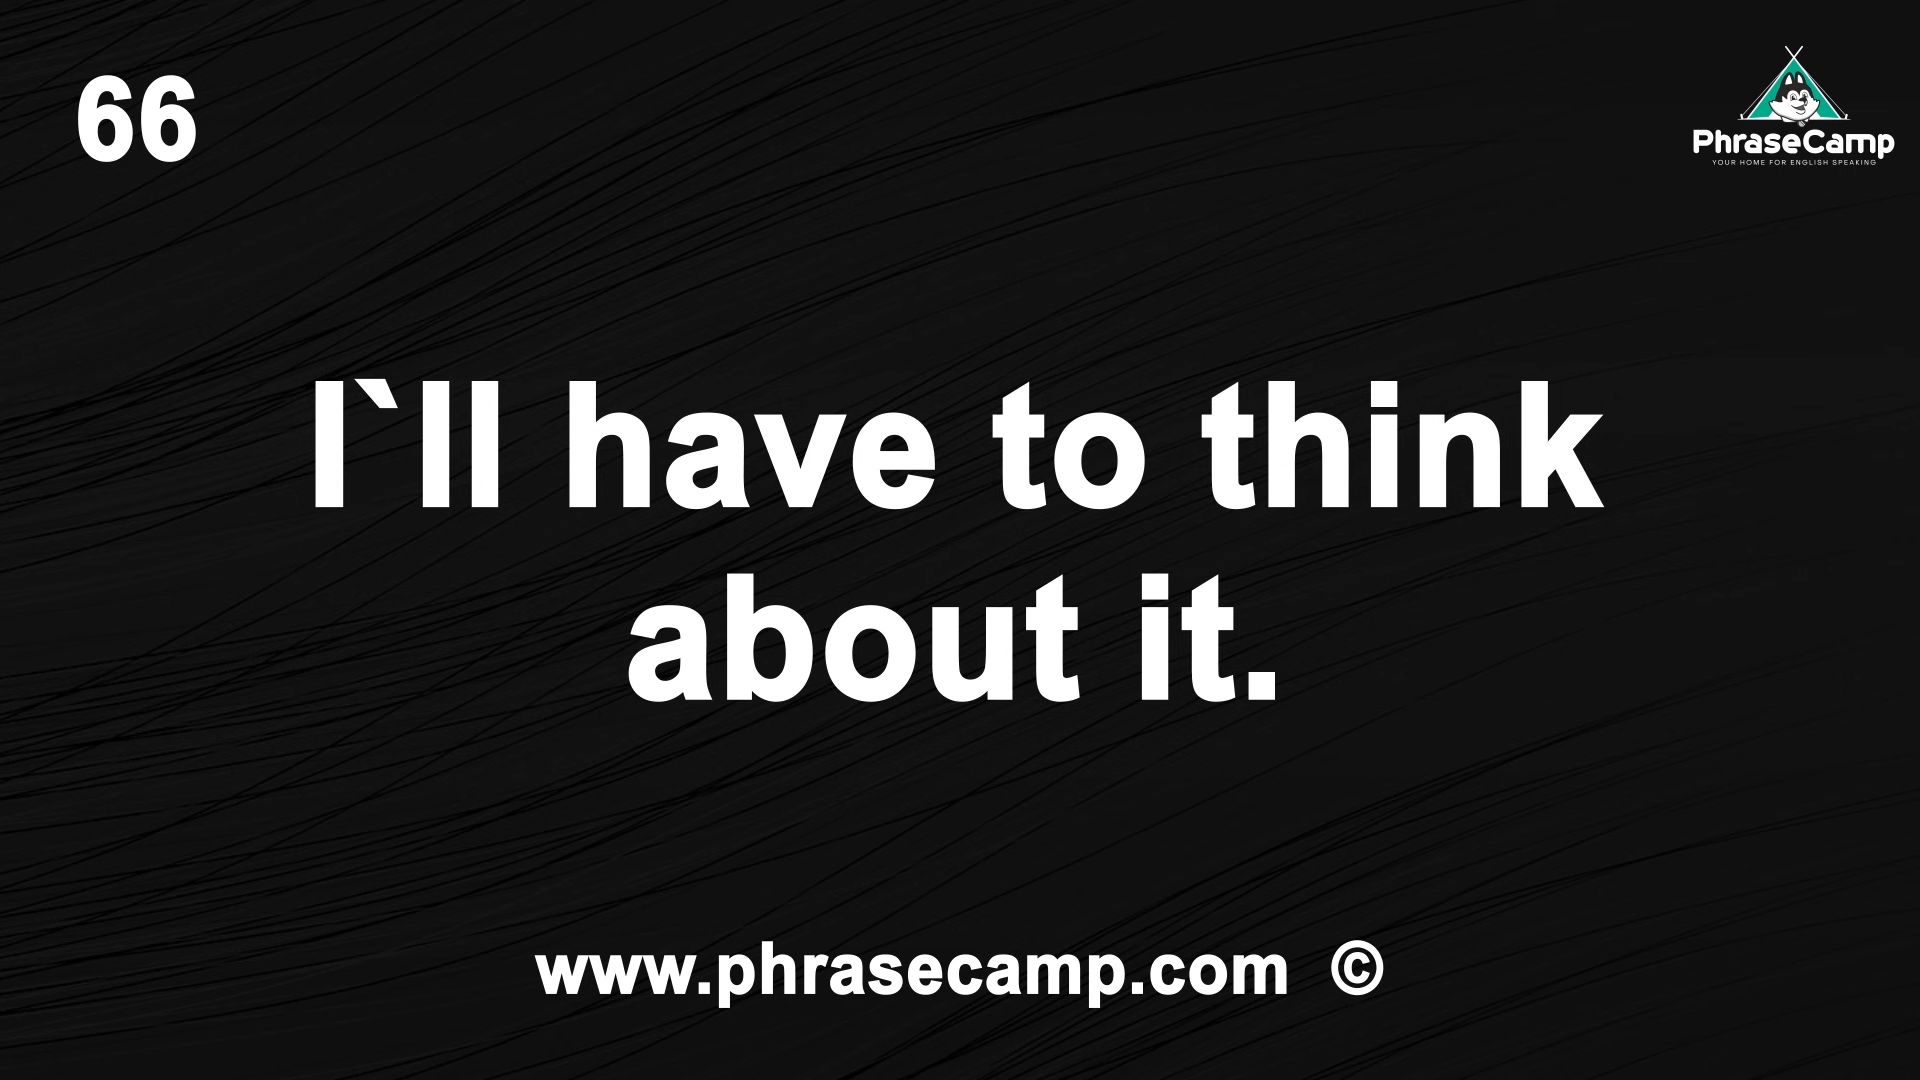 66
PhraseCamp
YOUR HOME FOR ENGLISH SPEAKING
I`ll have to think
about it.
www.phrasecamp.com ©